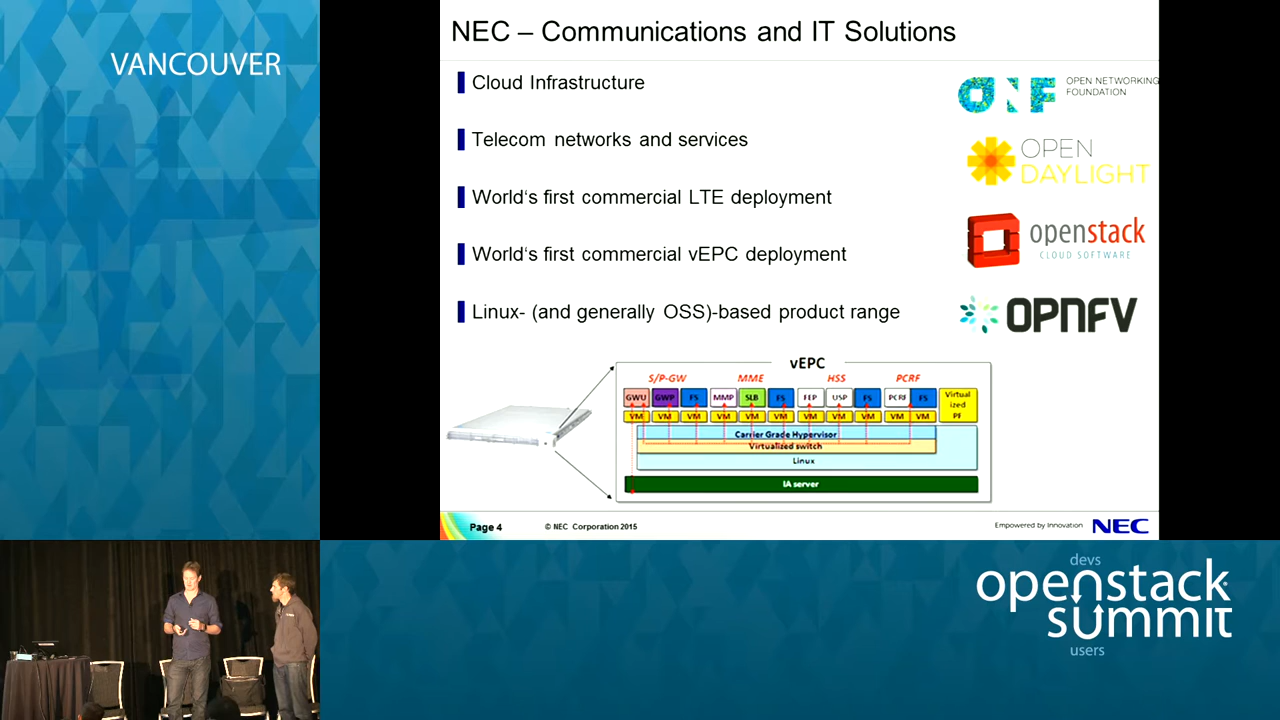 VANCOUVER
NEC – Communications and IT Solutions
Cloud Infrastructure
Telecom networks and services
World‘s first commercial LTE deployment
World‘s first commercial vEPC deployment
Linux- (and generally OSS)-based product range
ONF
OPEN NETWORKING
FOUNDATION
OPEN
DAYLIGHT
openstack
CLOUD SOFTWARE
OPNFV
vEPC
S/P-GW MME HSS PCRF
GWU GWP FS MMP SLB FS FEP USP FS PCRF FS
Virtual
ized
PF
VM VM VM VM VM VM VM VM VM VM VM
Carrier Grade Hypervisor
Virtualized switch
Linux
IA server
Page 4
© NEC Corporation 2015
Empowered by Innovation
NEC
devs
openstack
summit
users